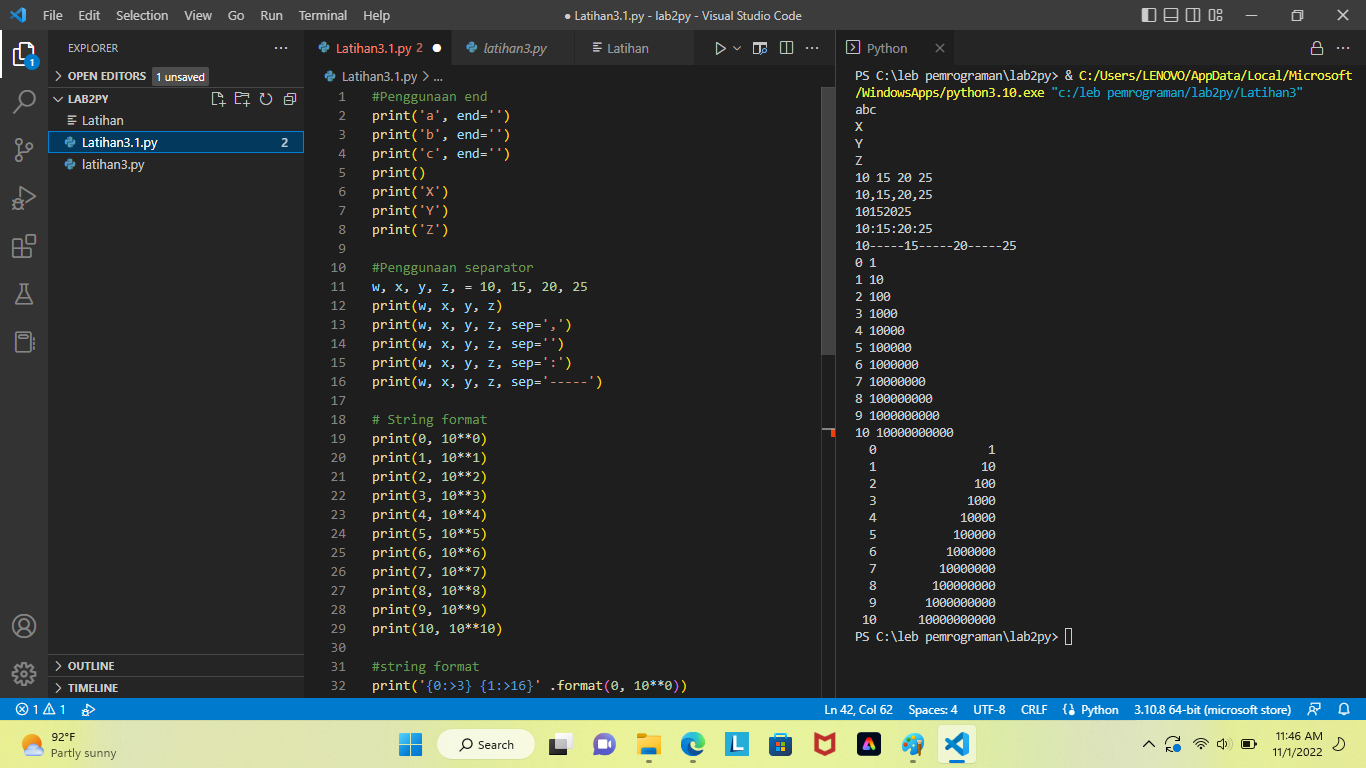 File Edit Selection View Go Run Terminal Help
● Latihan3.1.py - lab2py - Visual Studio Code
EXPLORER
OPEN EDITORS 1 unsaved
LAB2PY
Latihan
Latihan3.1.py 2
latihan3.py
OUTLINE
TIMELINE
1
Latihan3.1.py 2 ● latihan3.py Latihan
Latihan3.1.py > ...
1 #Penggunaan end
2 print('a', end='')
3 print('b', end='')
4 print('c', end='')
5 print()
6 print('X')
7 print('Y')
8 print('Z')
9
10 #Penggunaan separator
11 w, x, y, z, = 10, 15, 20, 25
12 print(w, x, y, z)
13 print(w, x, y, z, sep=',')
14 print(w, x, y, z, sep='')
15 print(w, x, y, z, sep=':')
16 print(w, x, y, z, sep='-----')
17
18 # String format
19 print(0, 10**0)
20 print(1, 10**1)
21 print(2, 10**2)
22 print(3, 10**3)
23 print(4, 10**4)
24 print(5, 10**5)
25 print(6, 10**6)
26 print(7, 10**7)
27 print(8, 10**8)
28 print(9, 10**9)
29 print(10, 10**10)
30
31 #string format
32 print('{0:>3} {1:>16}' .format(0, 10**0))
Python
PS C:\leb pemrograman\lab2py> & C:/Users/LENOVO/AppData/Local/Microsoft
/WindowsApps/python3.10.exe "c:/leb pemrograman/lab2py/Latihan3"
abc
X
Y
Z
10 15 20 25
10,15,20,25
10152025
10:15:20:25
10-----15-----20-----25
0 1
1 10
2 100
3 1000
4 10000
5 100000
6 1000000
7 10000000
8 100000000
9 1000000000
10 10000000000
  0                1
  1               10
  2              100
  3             1000
  4            10000
  5           100000
  6          1000000
  7         10000000
  8        100000000
  9       1000000000
 10      10000000000
PS C:\leb pemrograman\lab2py>
1 1 Ln 42, Col 62 Spaces: 4 UTF-8 CRLF Python 3.10.8 64-bit (microsoft store)
92°F
Partly sunny
Search
L
11:46 AM
11/1/2022